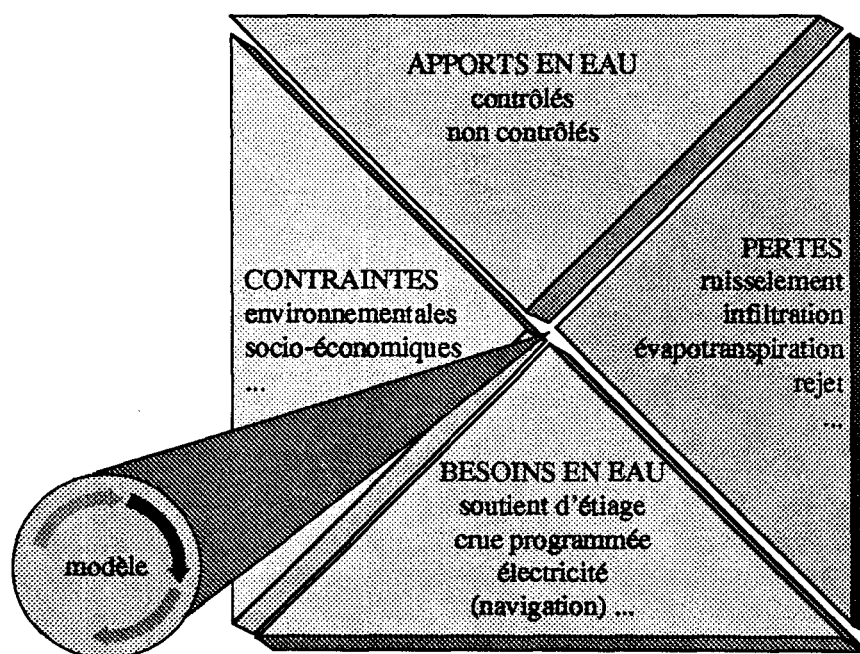 APPORTS EN EAU
contrôlés
non contrôlés
CONTRAINTES
environnementales
socio-économiques
...
PERTES
ruisselement
infiltration
évapotranspiration
rejet
...
BESOINS EN EAU
soutient d'étiage
crue programmée
électricité
(navigation) ...
modèle